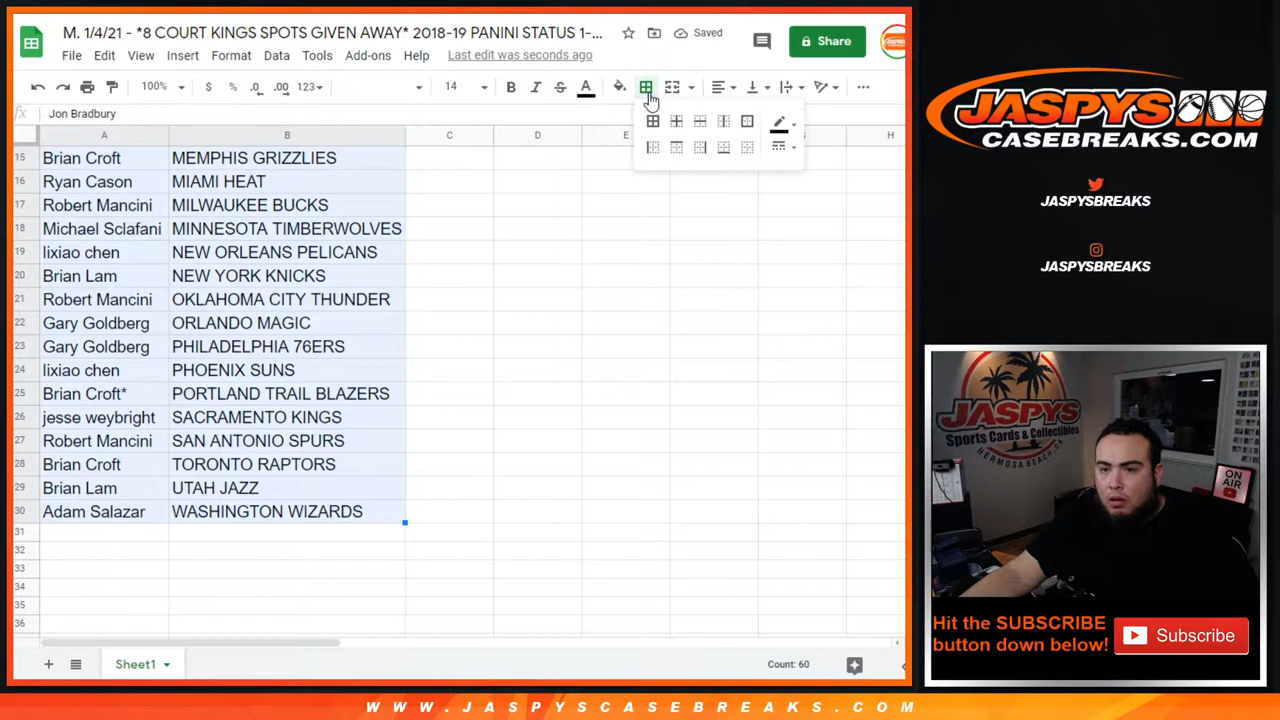 M. 1/4/21 - *8 COURT KINGS SPOTS GIVEN AWAY* 2018-19 PANINI STATUS 1-...
Saved
Share
File Edit View Insert Format Data Tools Add-ons Help Last edit was seconds ago
100% $ % .0 .00 123 14 B I S A
fx Jon Bradbury
A B C D E H
15 Brian Croft MEMPHIS GRIZZLIES
16 Ryan Cason MIAMI HEAT
17 Robert Mancini MILWAUKEE BUCKS
18 Michael Sclafani MINNESOTA TIMBERWOLVES
19 lixiao chen NEW ORLEANS PELICANS
20 Brian Lam NEW YORK KNICKS
21 Robert Mancini OKLAHOMA CITY THUNDER
22 Gary Goldberg ORLANDO MAGIC
23 Gary Goldberg PHILADELPHIA 76ERS
24 lixiao chen PHOENIX SUNS
25 Brian Croft* PORTLAND TRAIL BLAZERS
26 jesse weybright SACRAMENTO KINGS
27 Robert Mancini SAN ANTONIO SPURS
28 Brian Croft TORONTO RAPTORS
29 Brian Lam UTAH JAZZ
30 Adam Salazar WASHINGTON WIZARDS
31
32
33
34
35
36
Sheet1
Count: 60
JASPYS
CASEBREAKS.COM
JASPYSBREAKS
JASPYSBREAKS
JASPYS
Sports Cards & Collectibles
HERMOSA BEACH, CA
ON
AIR
Hit the SUBSCRIBE
button down below!
Subscribe
WWW.JASPYSCASEBREAKS.COM